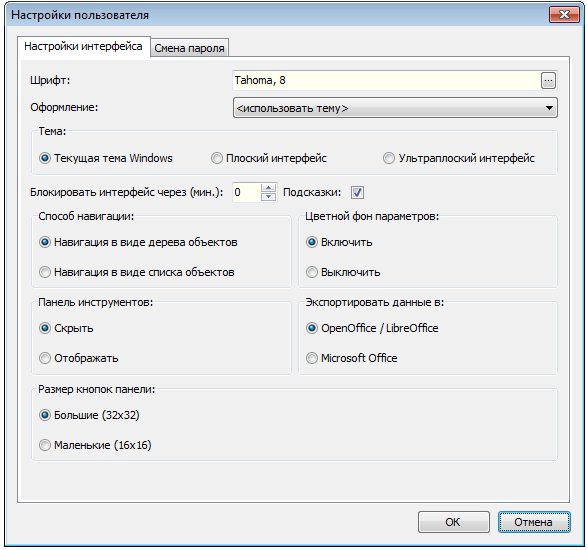 Настройки пользователя
Настройки интерфейса Смена пароля
Шрифт: Tahoma, 8 ...
Оформление: <использовать тему>
Тема:
Текущая тема Windows Плоский интерфейс Ультраплоский интерфейс
Блокировать интерфейс через (мин.): 0 Подсказки:
Способ навигации: Цветной фон параметров:
Навигация в виде дерева объектов Включить
Навигация в виде списка объектов Выключить
Панель инструментов: Экспортировать данные в:
Скрыть OpenOffice / LibreOffice
Отображать Microsoft Office
Размер кнопок панели:
Большие (32x32)
Маленькие (16x16)
OK Отмена